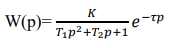 W(p)=K/(T₁p²+T₂p+1) e^(-τp)